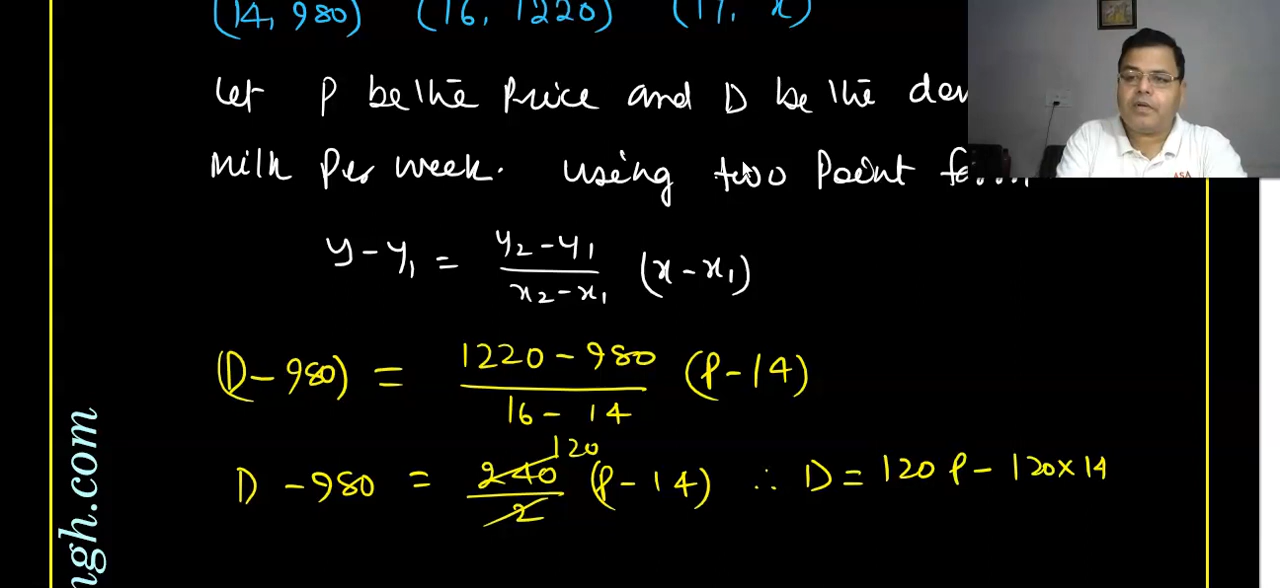 (14, 980) (16, 1220) (17, x)
Let P be the Price and D be the
Milk Per week. using two Point form
y - y₁ = y₂ - y₁ / x₂ - x₁ (x - x₁)
(D - 980) = 1220 - 980 / 16 - 14 (P - 14)
D - 980 = 240 / 2 120 (P - 14) ∴ D = 120 P - 120 × 14
ngh.com
ASA